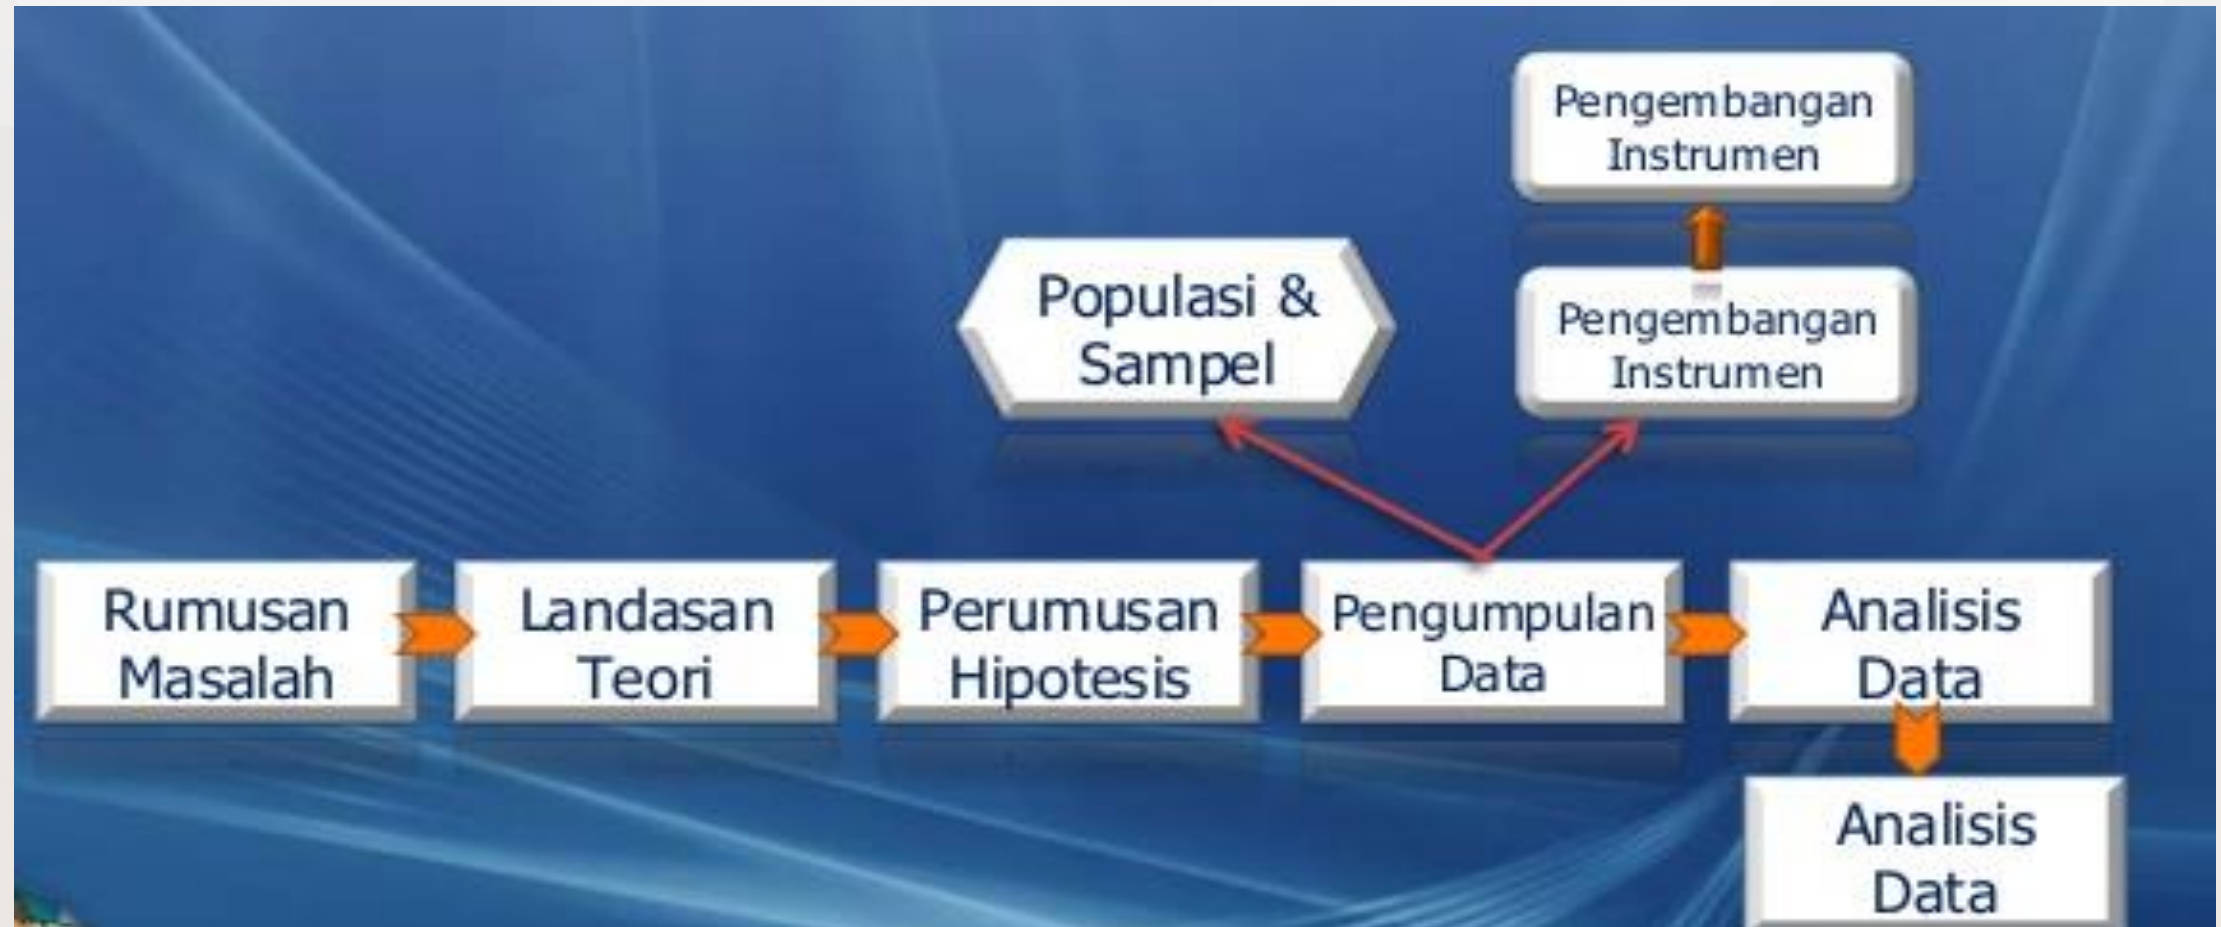 Pengembangan
Instrumen
Populasi &
Sampel
Pengembangan
Instrumen
Rumusan
Masalah
Landasan
Teori
Perumusan
Hipotesis
Pengumpulan
Data
Analisis
Data
Analisis
Data